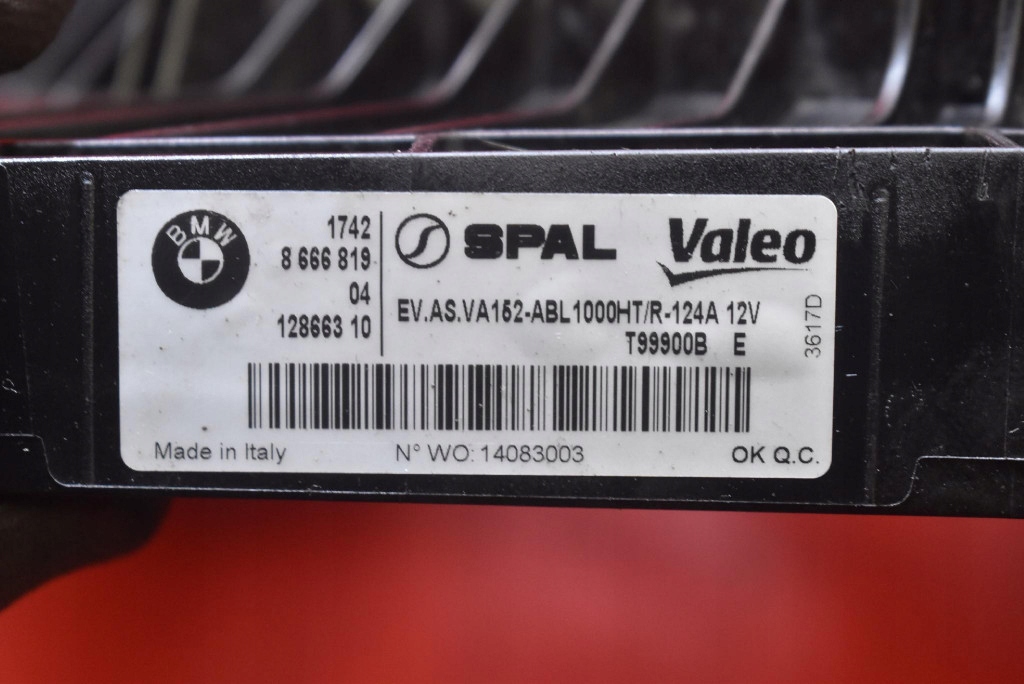 BMW
1742
8 666 819
04
128663 10
SPAL
Valeo
EV.AS.VA152-ABL1000HT/R-124A 12V
T99900B E
3617D
Made in Italy
N° WO: 14083003
OK Q.C.